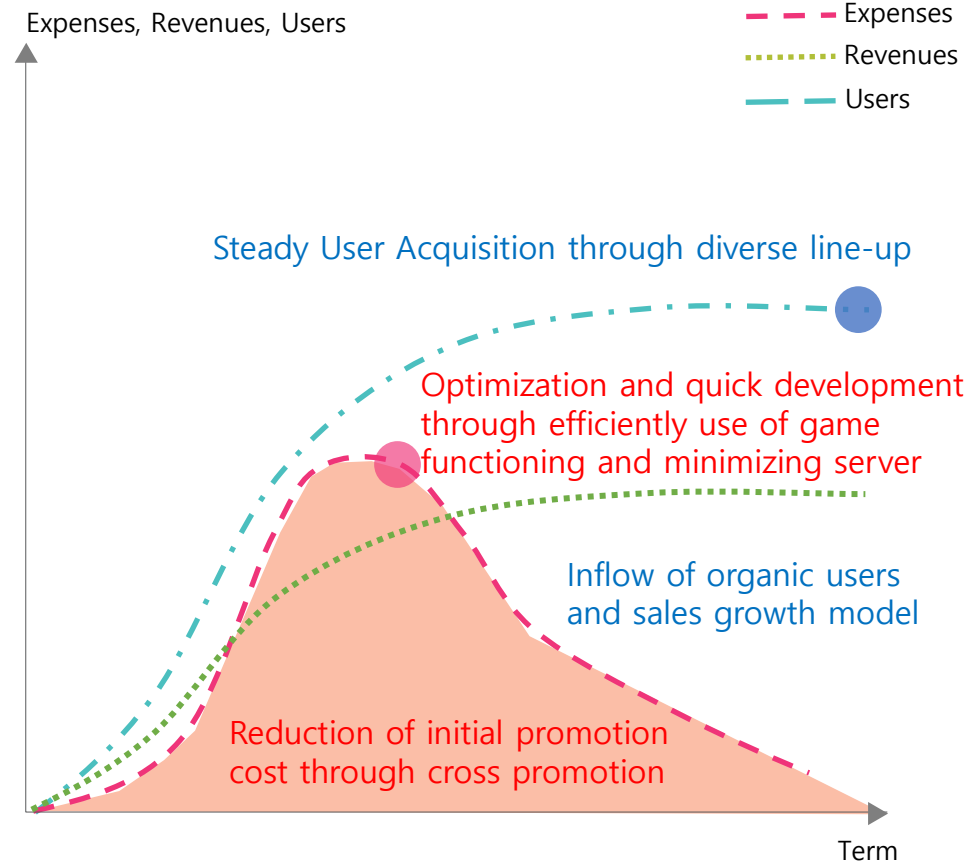 Expenses, Revenues, Users
Expenses
Revenues
Users
Steady User Acquisition through diverse line-up
Optimization and quick development
through efficiently use of game
functioning and minimizing server
Inflow of organic users
and sales growth model
Reduction of initial promotion
cost through cross promotion
Term